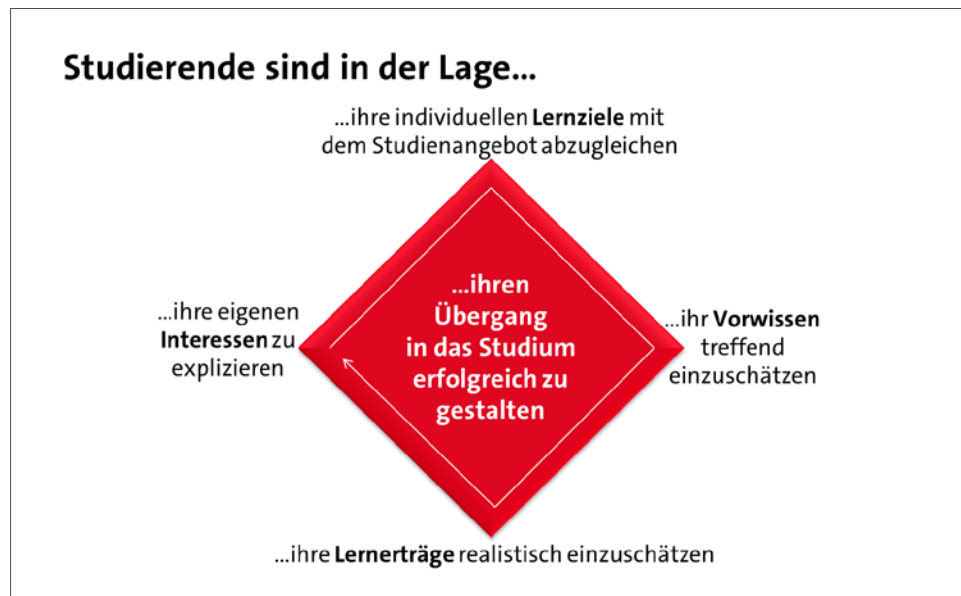 Studierende sind in der Lage...
...ihre individuellen Lernziele mit
dem Studienangebot abzugleichen
...ihre eigenen
Interessen zu
explizieren
...ihren
Übergang
in das Studium
erfolgreich zu
gestalten
...ihr Vorwissen
treffend
einzuschätzen
...ihre Lernerträge realistisch einzuschätzen